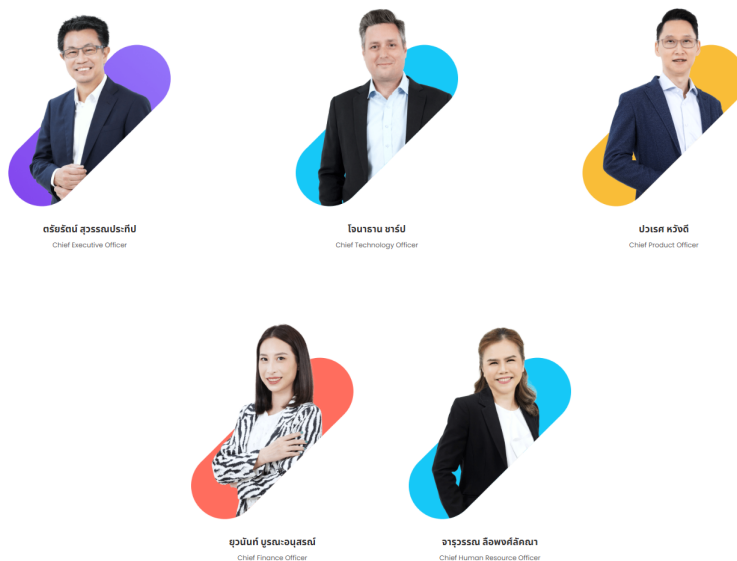 ตรัยรัตน์ สุวรรณประทีป
Chief Executive Officer
โจนาธาน ชาร์ป
Chief Technology Officer
ปวเรศ หวังดี
Chief Product Officer
ยุวนันท์ บูรณะอนุสรณ์
Chief Finance Officer
จารุวรรณ ลือพงศ์ลัคณา
Chief Human Resource Officer